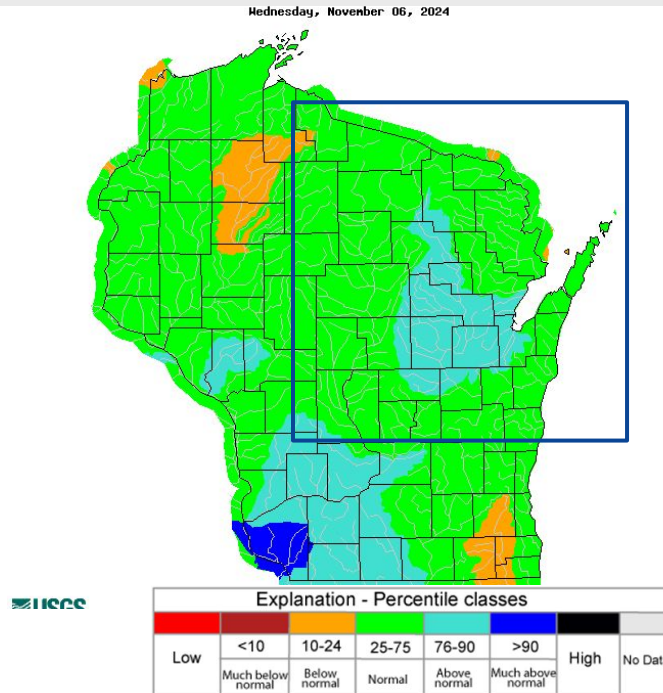 Wednesday, November 06, 2024
USGS
Explanation - Percentile classes
Low
<10
10-24
25-75
76-90
>90
High
No Dat
Much below normal
Below normal
Normal
Above normal
Much above normal